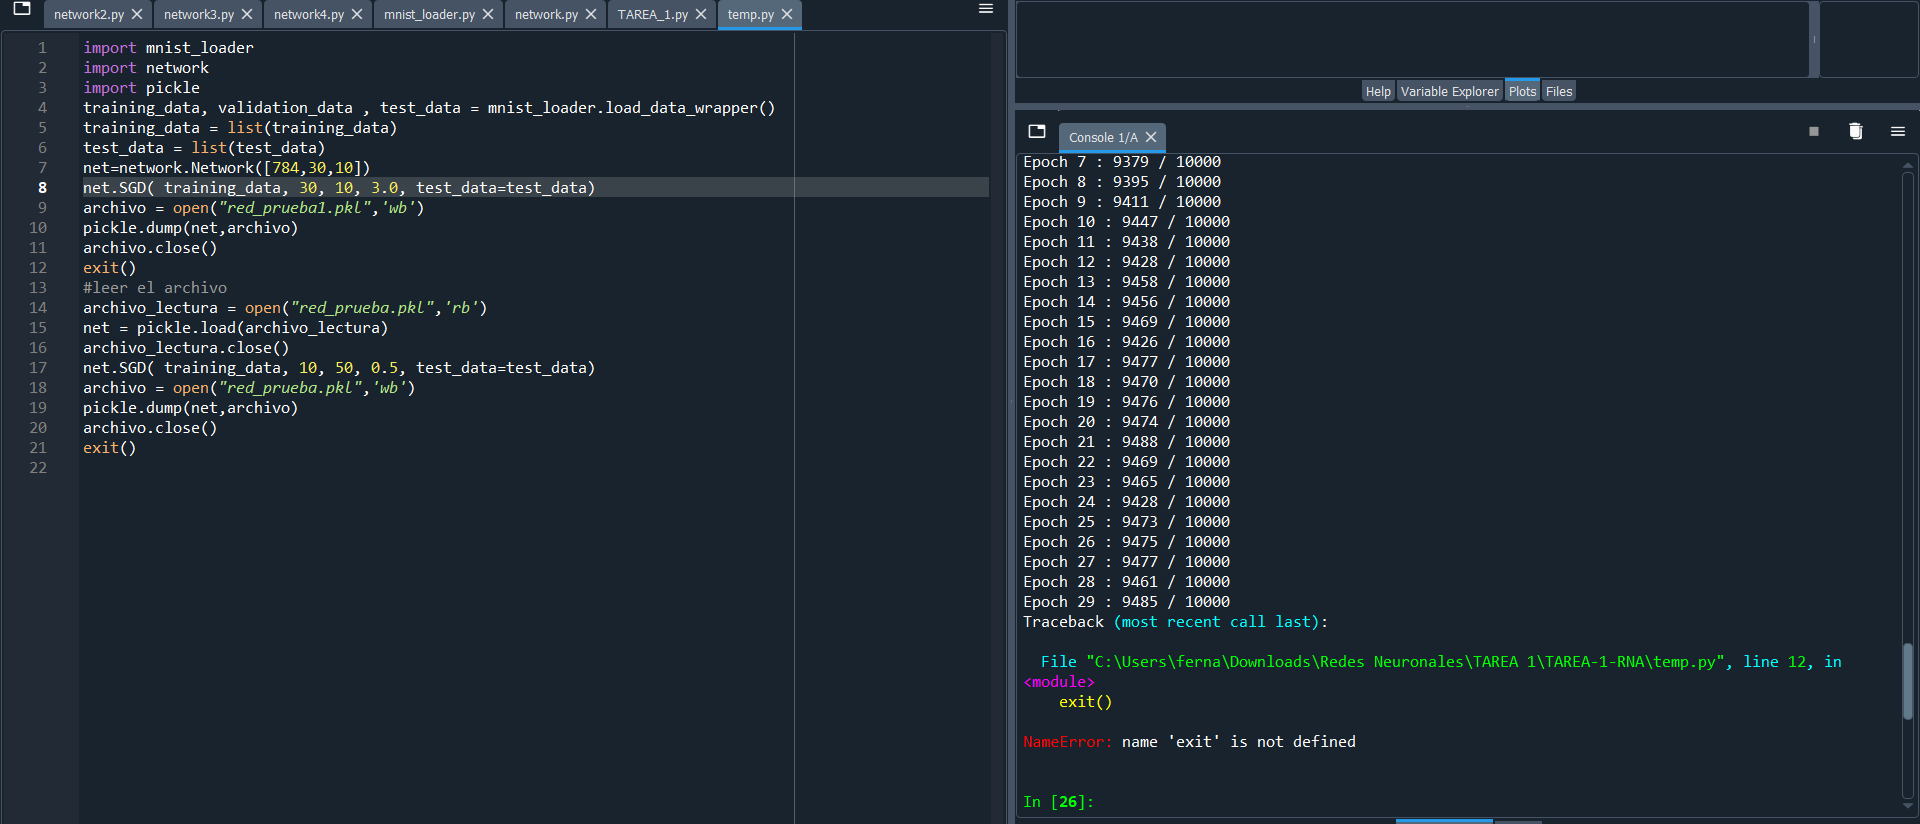 network2.py network3.py network4.py mnist_loader.py network.py TAREA_1.py temp.py
1 import mnist_loader
2 import network
3 import pickle
4 training_data, validation_data , test_data = mnist_loader.load_data_wrapper()
5 training_data = list(training_data)
6 test_data = list(test_data)
7 net=network.Network([784,30,10])
8 net.SGD( training_data, 30, 10, 3.0, test_data=test_data)
9 archivo = open("red_prueba1.pkl",'wb')
10 pickle.dump(net,archivo)
11 archivo.close()
12 exit()
13 #leer el archivo
14 archivo_lectura = open("red_prueba.pkl",'rb')
15 net = pickle.load(archivo_lectura)
16 archivo_lectura.close()
17 net.SGD( training_data, 10, 50, 0.5, test_data=test_data)
18 archivo = open("red_prueba.pkl",'wb')
19 pickle.dump(net,archivo)
20 archivo.close()
21 exit()
22
Help Variable Explorer Plots Files
Console 1/A
Epoch 7 : 9379 / 10000
Epoch 8 : 9395 / 10000
Epoch 9 : 9411 / 10000
Epoch 10 : 9447 / 10000
Epoch 11 : 9438 / 10000
Epoch 12 : 9428 / 10000
Epoch 13 : 9458 / 10000
Epoch 14 : 9456 / 10000
Epoch 15 : 9469 / 10000
Epoch 16 : 9426 / 10000
Epoch 17 : 9477 / 10000
Epoch 18 : 9470 / 10000
Epoch 19 : 9476 / 10000
Epoch 20 : 9474 / 10000
Epoch 21 : 9488 / 10000
Epoch 22 : 9469 / 10000
Epoch 23 : 9465 / 10000
Epoch 24 : 9428 / 10000
Epoch 25 : 9473 / 10000
Epoch 26 : 9475 / 10000
Epoch 27 : 9477 / 10000
Epoch 28 : 9461 / 10000
Epoch 29 : 9485 / 10000
Traceback (most recent call last):
File "C:\Users\ferna\Downloads\Redes Neuronales\TAREA 1\TAREA-1-RNA\temp.py", line 12, in
<module>
exit()
NameError: name 'exit' is not defined
In [26]: